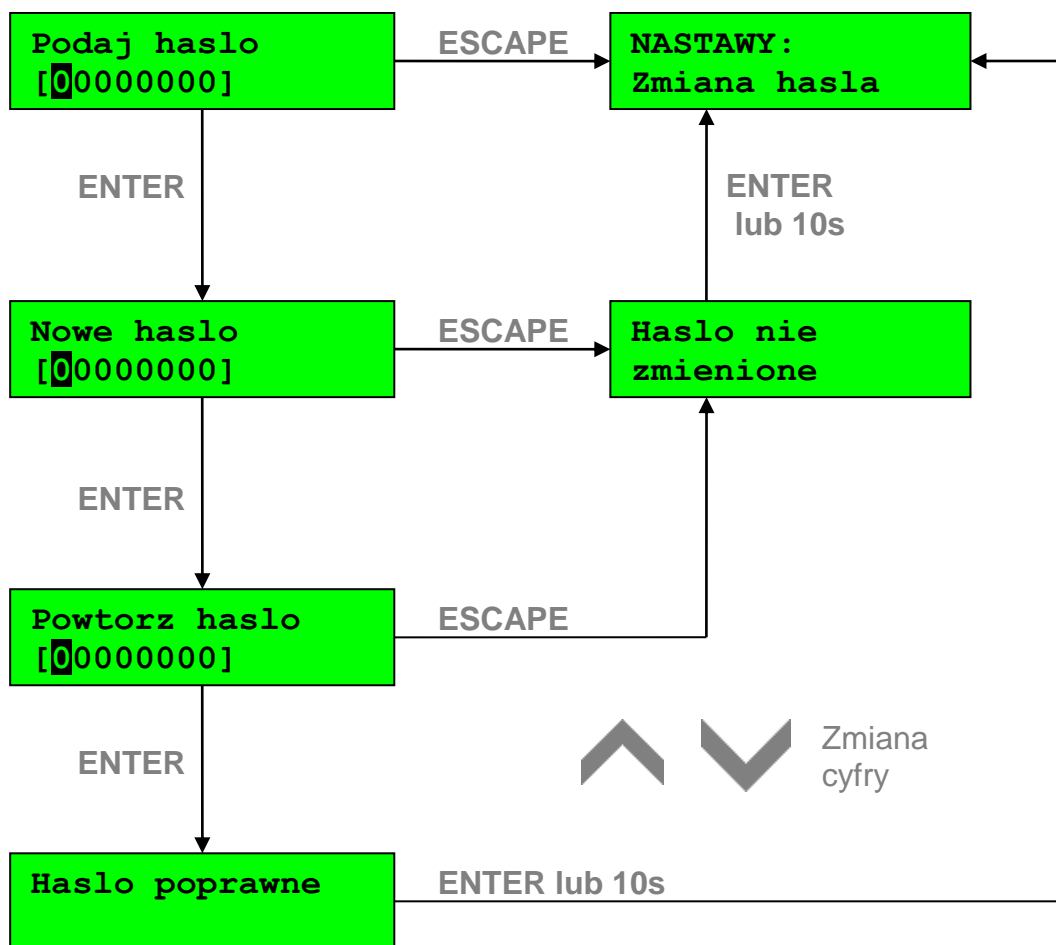 Podaj haslo
[00000000]
ESCAPE
NASTAWY:
Zmiana hasla
ENTER
ENTER
lub 10s
Nowe haslo
[00000000]
ESCAPE
Haslo nie
zmienione
ENTER
Powtorz haslo
[00000000]
ESCAPE
ENTER
Zmiana
cyfry
Haslo poprawne
ENTER lub 10s